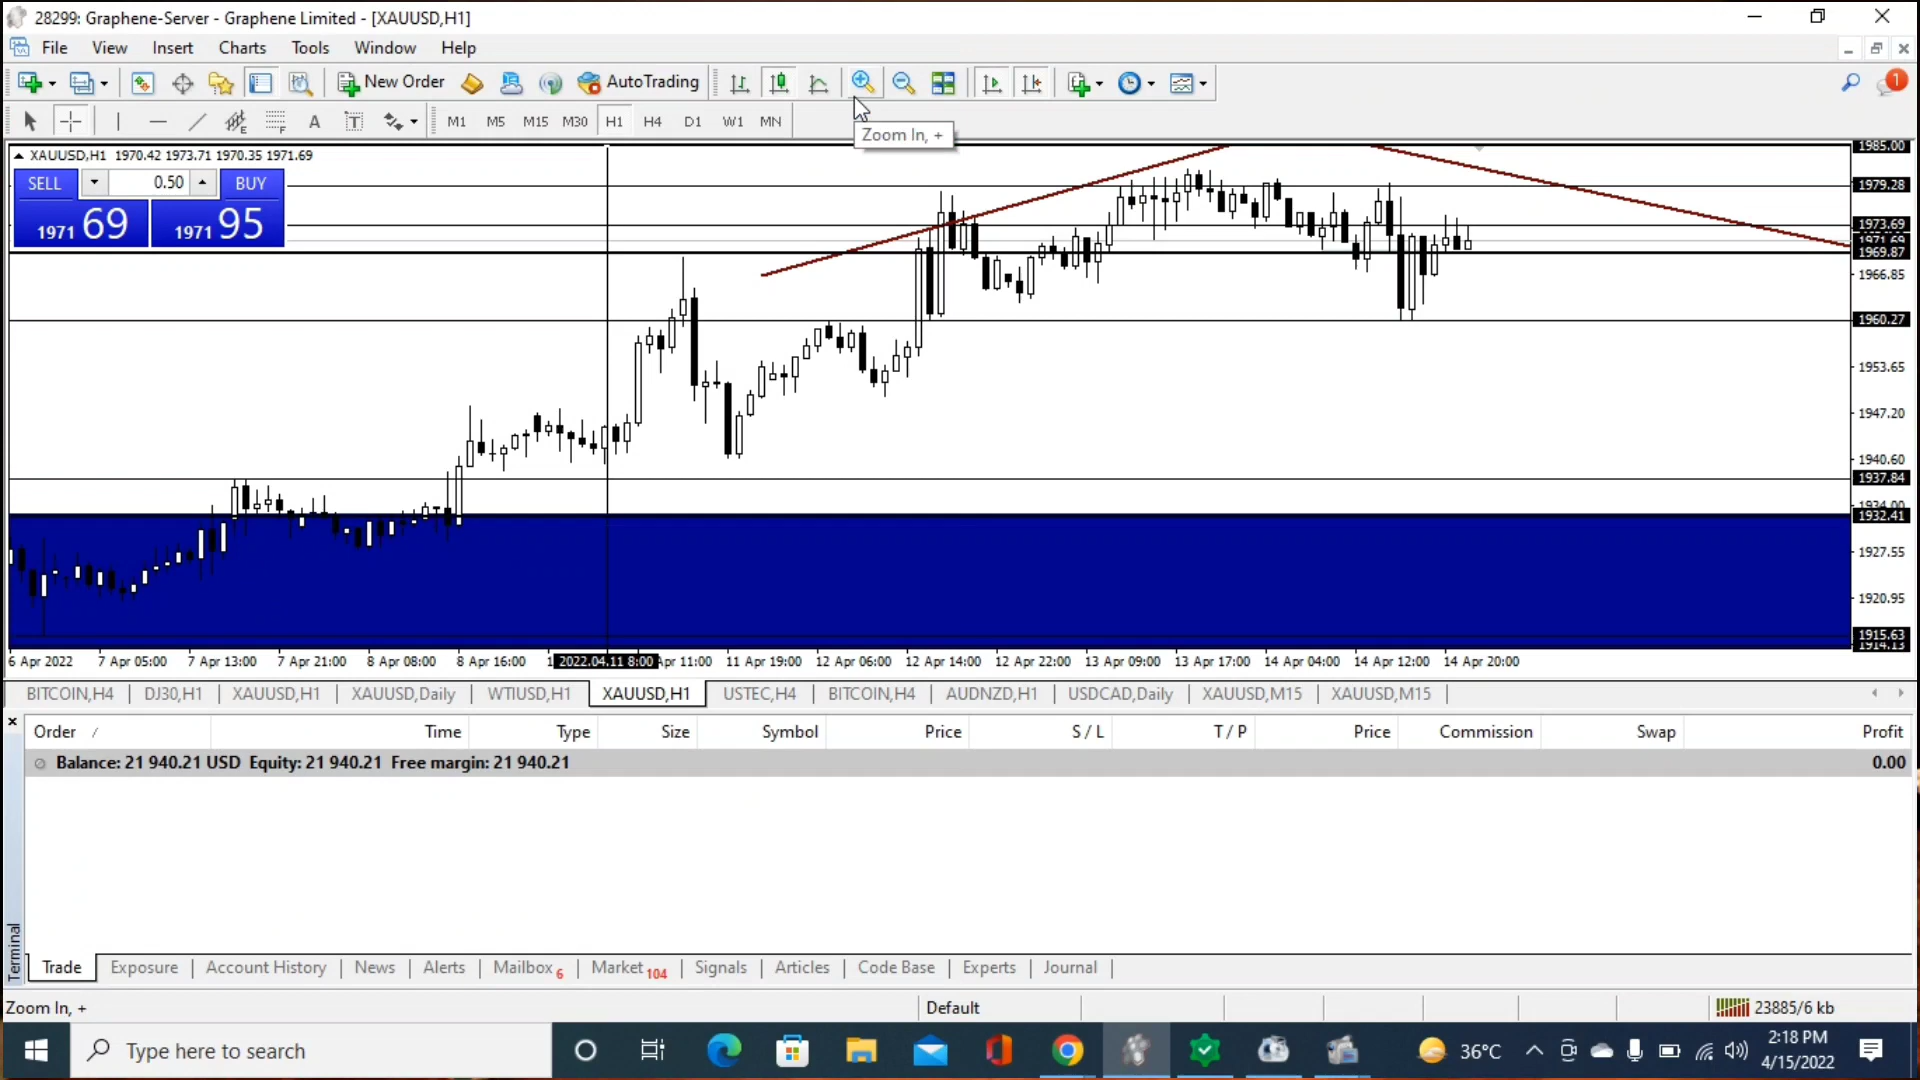 28299: Graphene-Server - Graphene Limited - [XAUUSD,H1]
File View Insert Charts Tools Window Help
New Order AutoTrading 1
A T M1 M5 M15 M30 H1 H4 D1 W1 MN
Zoom In, +
XAUUSD,H1 1970.42 1973.71 1970.35 1971.69
SELL 0.50 BUY
1971 69 1971 95
1985.00
1979.28
1973.69
1971.69
1969.87
1966.85
1960.27
1953.65
1947.20
1940.60
1937.84
1934.00
1932.41
1927.55
1920.95
1915.63
1914.13
6 Apr 2022 7 Apr 05:00 7 Apr 13:00 7 Apr 21:00 8 Apr 08:00 8 Apr 16:00 1 2022.04.11 8:00 Apr 11:00 11 Apr 19:00 12 Apr 06:00 12 Apr 14:00 12 Apr 22:00 13 Apr 09:00 13 Apr 17:00 14 Apr 04:00 14 Apr 12:00 14 Apr 20:00
BITCOIN,H4 DJ30,H1 XAUUSD,H1 XAUUSD,Daily WTIUSD,H1 XAUUSD,H1 USTEC,H4 BITCOIN,H4 AUDNZD,H1 USDCAD,Daily XAUUSD,M15 XAUUSD,M15
Order / Time Type Size Symbol Price S / L T / P Price Commission Swap Profit
Balance: 21 940.21 USD Equity: 21 940.21 Free margin: 21 940.21 0.00
Terminal
Trade Exposure Account History News Alerts Mailbox 6 Market 104 Signals Articles Code Base Experts Journal
Zoom In, + Default 23885/6 kb
Type here to search 36°C 2:18 PM
4/15/2022